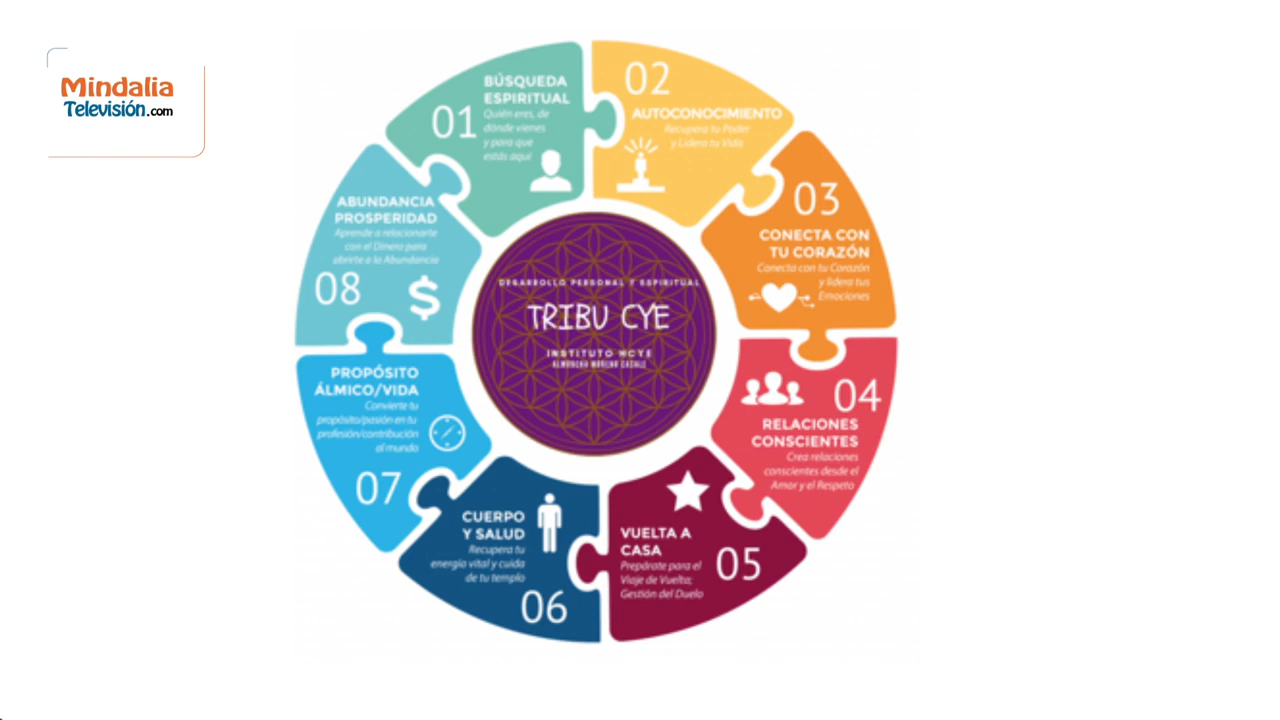 Mindalia
Televisión.com
01
BÚSQUEDA
ESPIRITUAL
Quién eres, de
dónde vienes
y para que
estás aquí
02
AUTOCONOCIMIENTO
Recupera tu Poder
y Lidera tu Vida
03
CONECTA CON
TU CORAZÓN
Conecta con tu Corazón
y lidera tus
Emociones
04
RELACIONES
CONSCIENTES
Crea relaciones
conscientes desde el
Amor y el Respeto
VUELTA A
CASA
05
Prepárate para el
Viaje de Vuelta;
Gestión del Duelo
CUERPO
Y SALUD
Recupera tu
energía vital y cuida
de tu templo
06
PROPÓSITO
ÁLMICO/VIDA
Convierte tu
propósito/pasión en tu
profesión/contribución
al mundo
07
ABUNDANCIA
PROSPERIDAD
Aprende a relacionarte
con el Dinero para
abrirte a la Abundancia
08
$
DESARROLLO PERSONAL Y ESPIRITUAL
TRIBU CYE
INSTITUTO HCYE
ALMUDENA MORENO CASALE